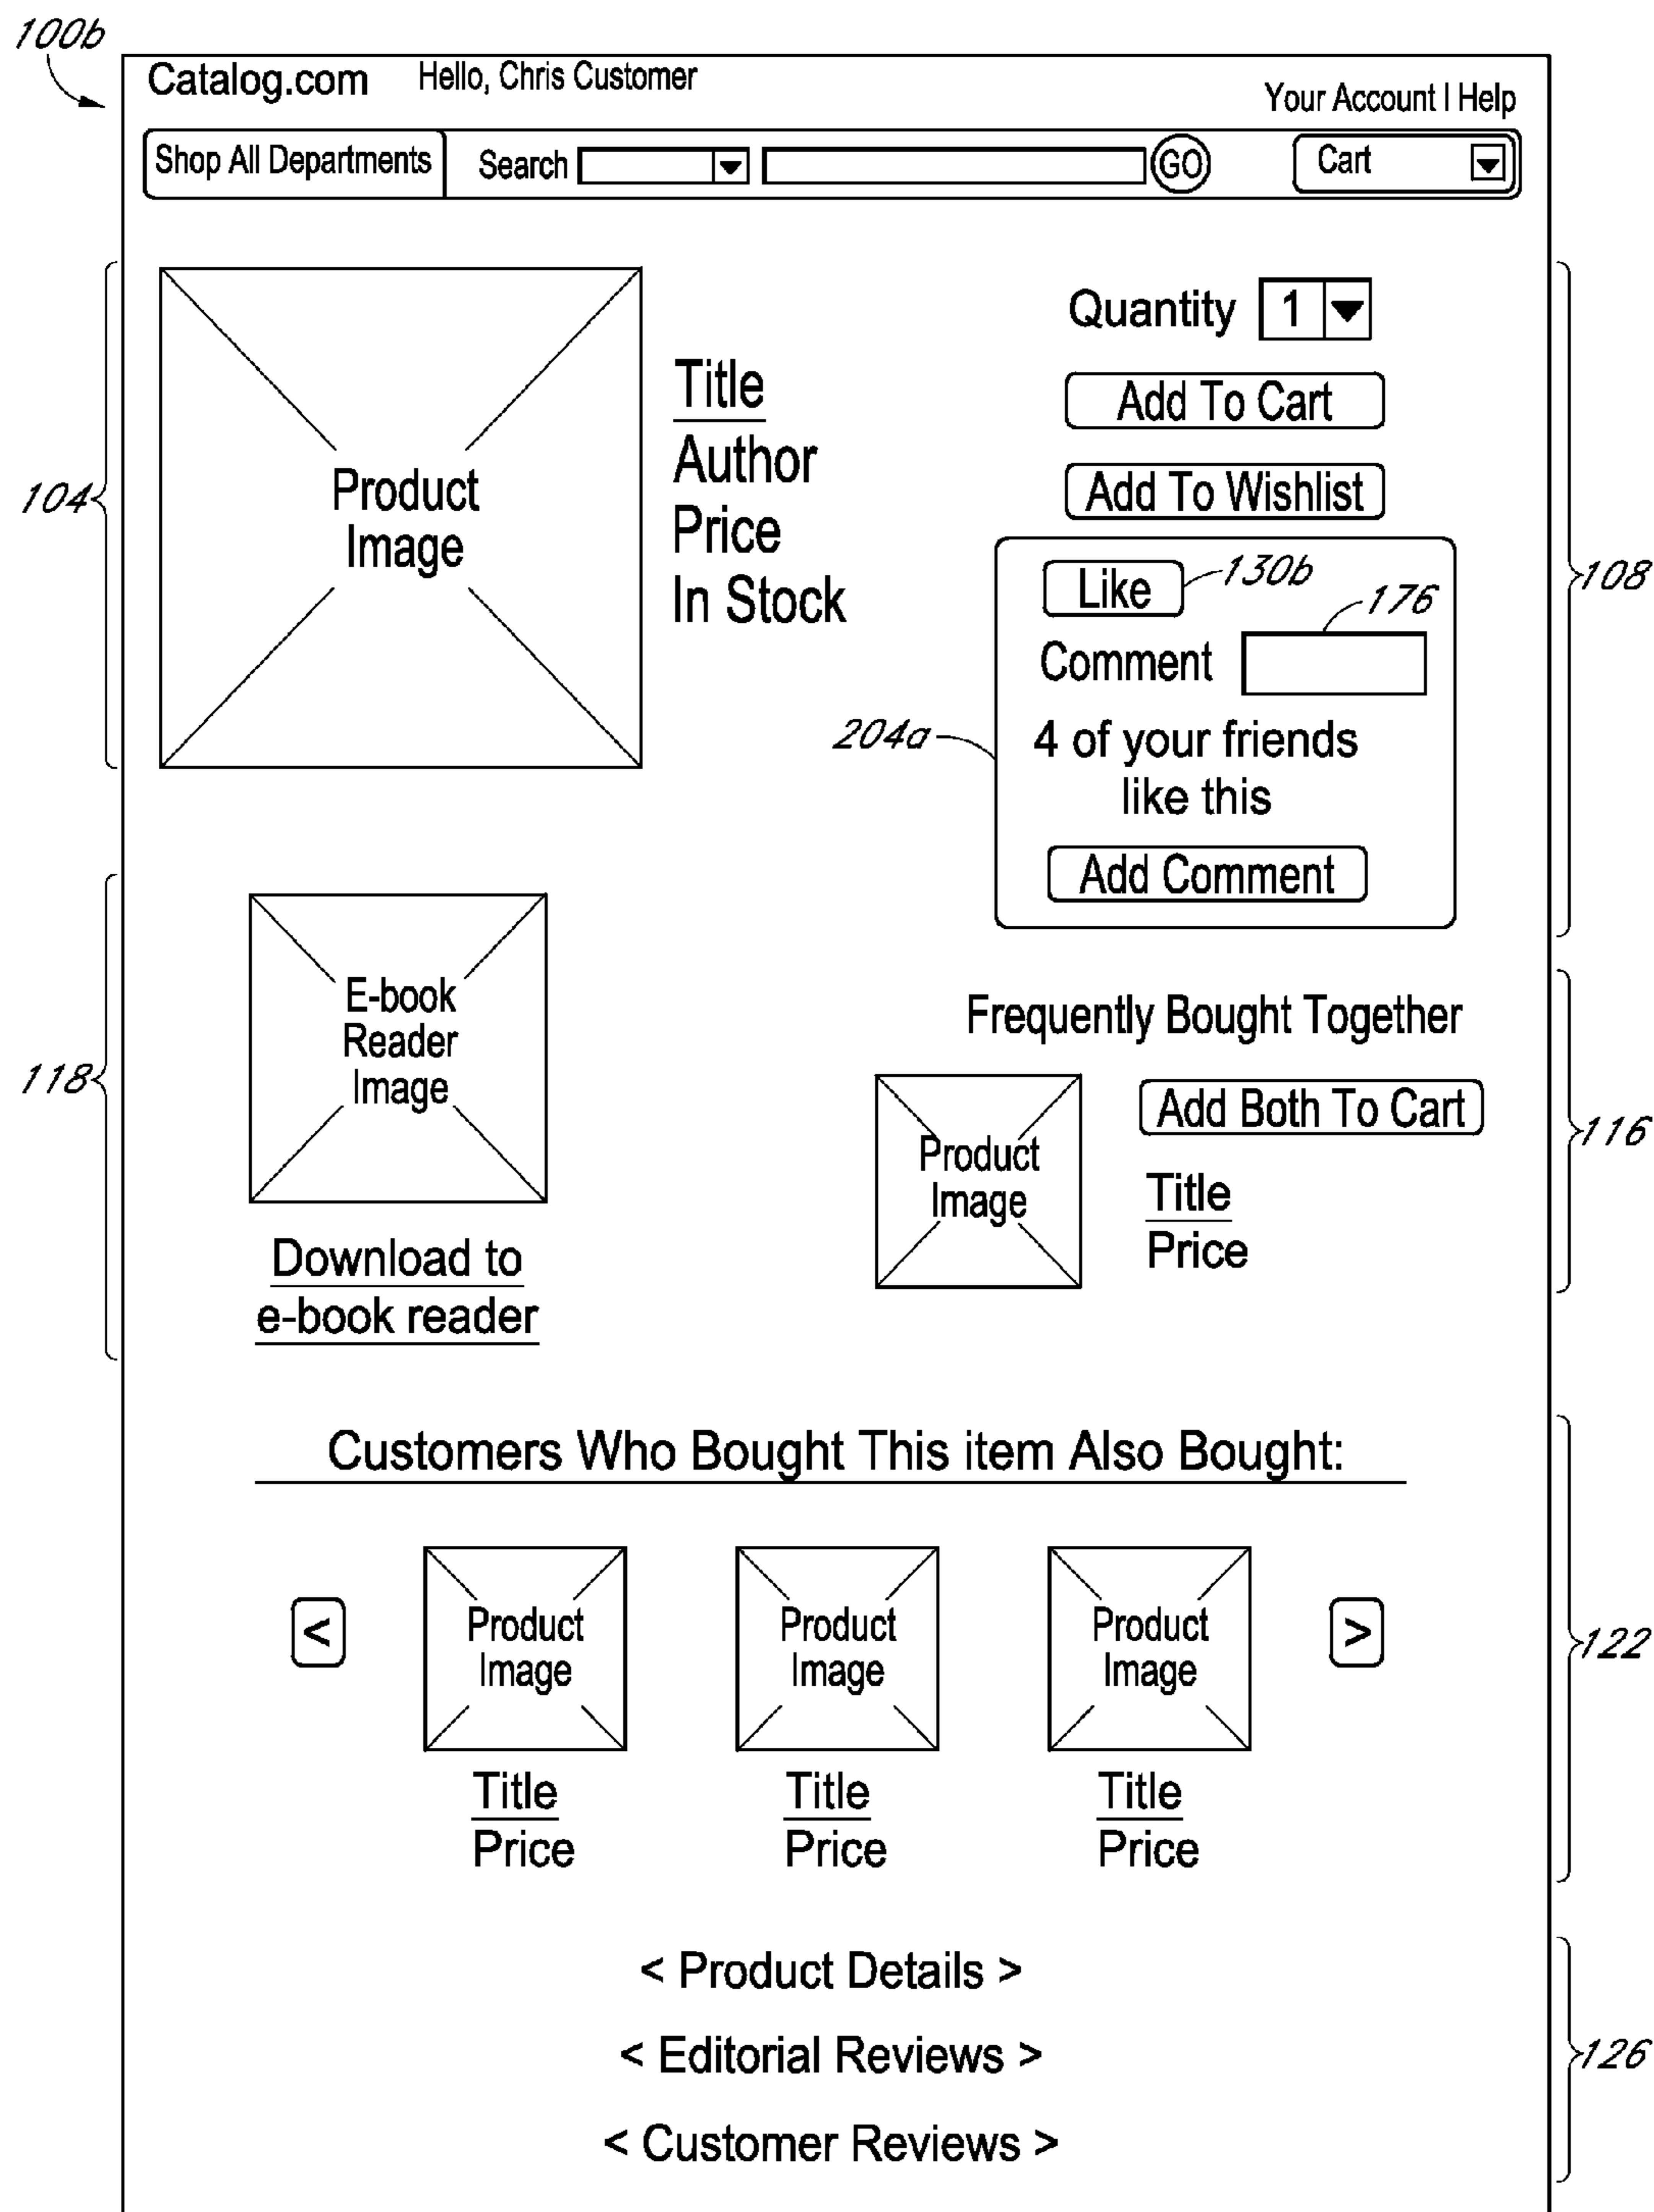 100b
Catalog.com Hello, Chris Customer
Your Account | Help
Shop All Departments Search GO Cart
104
Product
Image
Title
Author
Price
In Stock
Quantity 1
Add To Cart
Add To Wishlist
Like 130b
Comment 176
204a
4 of your friends
like this
Add Comment
108
118
E-book
Reader
Image
Download to
e-book reader
Frequently Bought Together
Product
Image
Add Both To Cart
Title
Price
116
Customers Who Bought This item Also Bought:
< Product Product Product >
Image Image Image
Title Title Title
Price Price Price
122
< Product Details >
< Editorial Reviews >
< Customer Reviews >
126